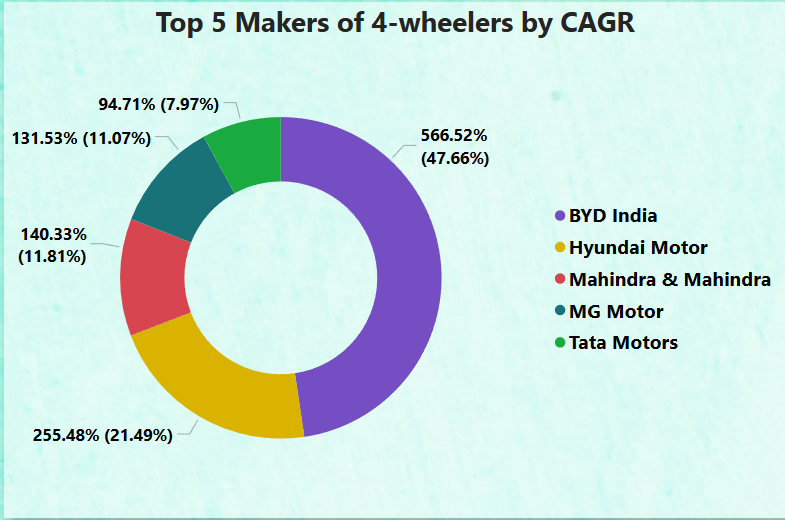 Top 5 Makers of 4-wheelers by CAGR
94.71% (7.97%)
131.53% (11.07%)
140.33%
(11.81%)
255.48% (21.49%)
566.52%
(47.66%)
BYD India
Hyundai Motor
Mahindra & Mahindra
MG Motor
Tata Motors